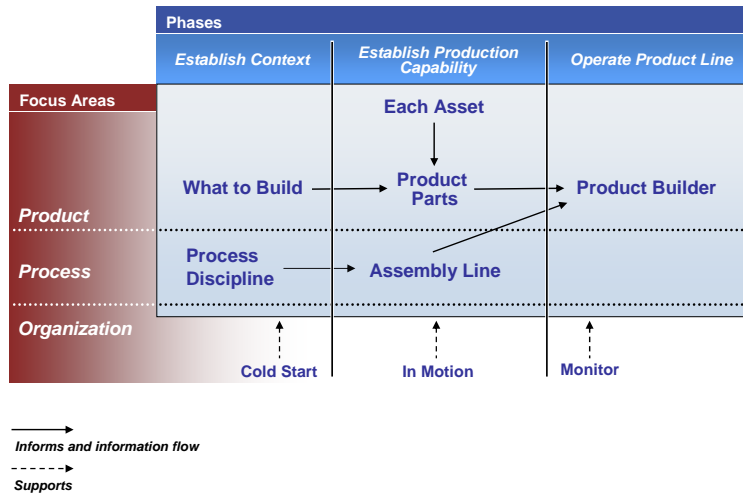 Phases
Establish Context
Establish Production
Capability
Operate Product Line
Focus Areas
Each Asset
What to Build
Product
Parts
Product Builder
Product
Process
Discipline
Assembly Line
Process
Organization
Cold Start
In Motion
Monitor
Informs and information flow
Supports